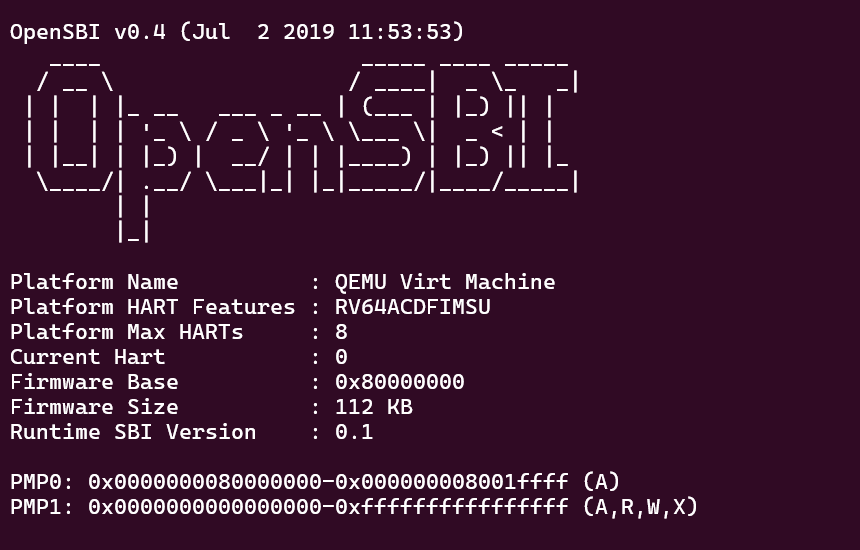 OpenSBI v0.4 (Jul  2 2019 11:53:53)
   ____                    _____ ____ _____
  / __ \                  / ____|  _ \_   _|
 | |  | |_ __   ___ _ __ | (___ | |_) || |
 | |  | | '_ \ / _ \ '_ \ \___ \|  _ < | |
 | |__| | |_) |  __/ | | |____) | |_) || |_
  \____/| .__/ \___|_| |_|_____/|____/_____|
        | |
        |_|
Platform Name          : QEMU Virt Machine
Platform HART Features : RV64ACDFIMSU
Platform Max HARTs     : 8
Current Hart           : 0
Firmware Base          : 0x80000000
Firmware Size          : 112 KB
Runtime SBI Version    : 0.1
PMP0: 0x0000000080000000-0x000000008001ffff (A)
PMP1: 0x0000000000000000-0xffffffffffffffff (A,R,W,X)